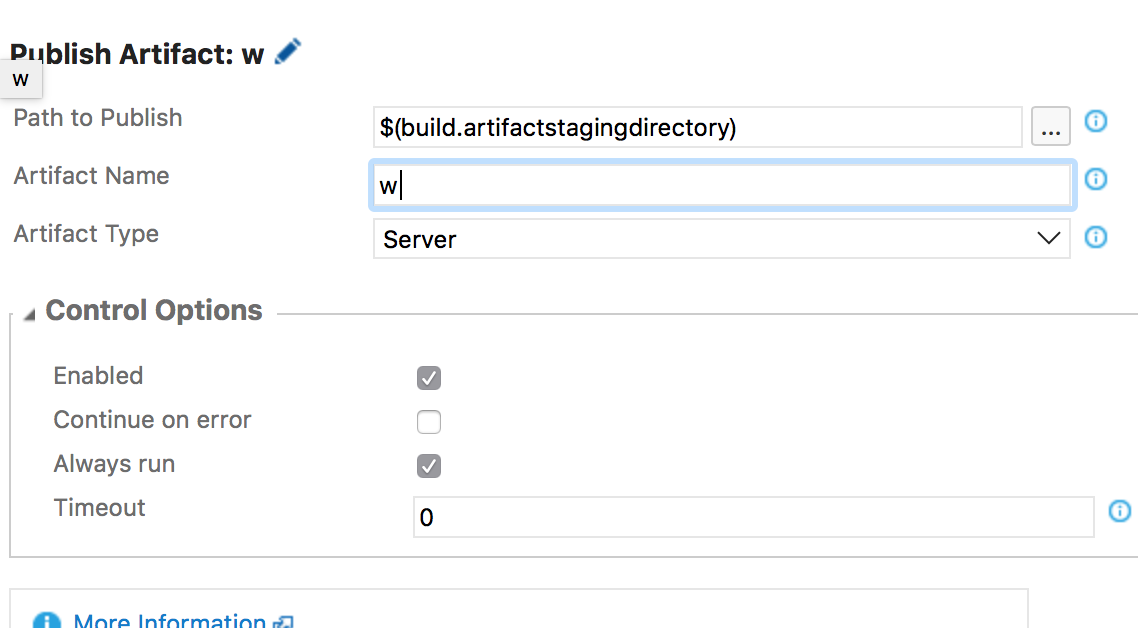 Publish Artifact: w
w
Path to Publish
$(build.artifactstagingdirectory)
...
Artifact Name
w
Artifact Type
Server
Control Options
Enabled
Continue on error
Always run
Timeout
0
More Information